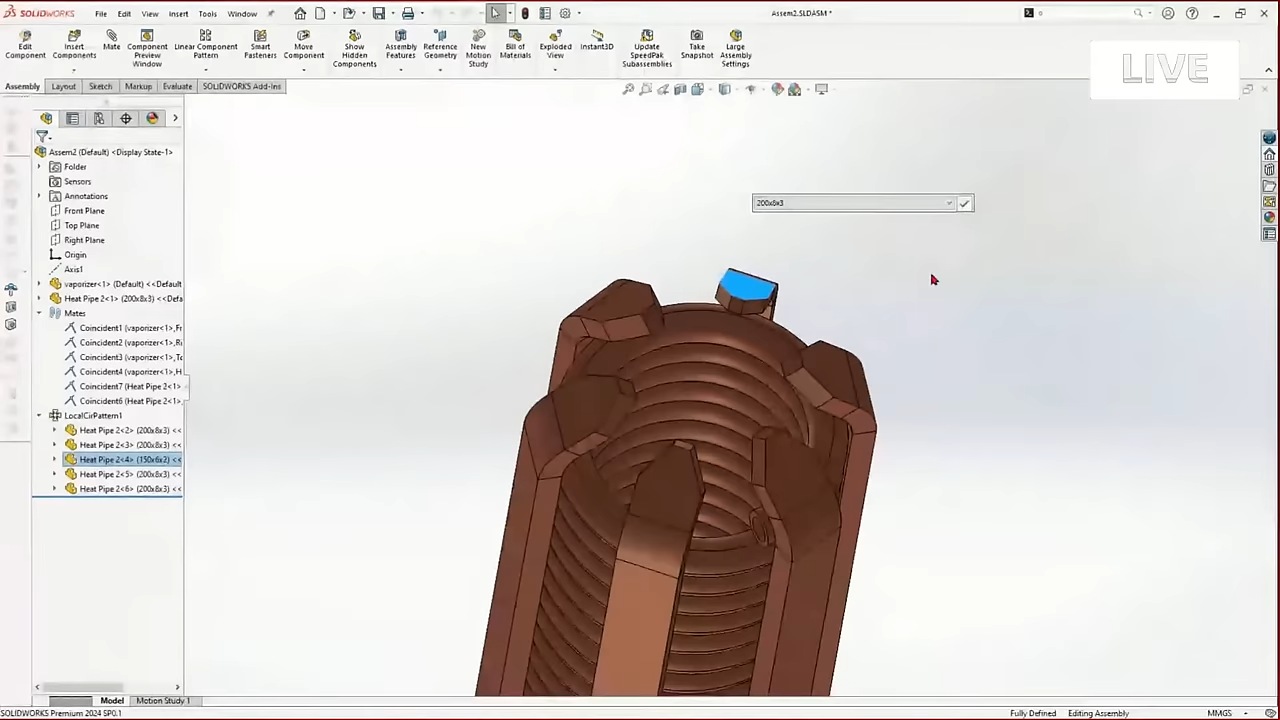 SOLIDWORKS File Edit View Insert Tools Window Assem2.SLDASM *
LIVE
Edit Component
Insert Components
Mate
Component Preview Window
Linear Component Pattern
Smart Fasteners
Move Component
Show Hidden Components
Assembly Features
Reference Geometry
New Motion Study
Bill of Materials
Exploded View
Instant3D
Update SpeedPak Subassemblies
Take Snapshot
Large Assembly Settings
Assembly Layout Sketch Markup Evaluate SOLIDWORKS Add-Ins
Assem2 (Default) <Display State-1>
Folder
Sensors
Annotations
Front Plane
Top Plane
Right Plane
Origin
Axis1
vaporizer<1> (Default) <<Default
Heat Pipe 2<1> (200x8x3) <<Defa
Mates
Coincident1 (vaporizer<1>,Fr
Coincident2 (vaporizer<1>,Ri
Coincident3 (vaporizer<1>,To
Coincident4 (vaporizer<1>,H
Coincident7 (Heat Pipe 2<1>
Coincident6 (Heat Pipe 2<1>,
LocalCirPattern1
Heat Pipe 2<2> (200x8x3) <<
Heat Pipe 2<3> (200x8x3) <<
Heat Pipe 2<4> (150x6x2) <<
Heat Pipe 2<5> (200x8x3) <<
Heat Pipe 2<6> (200x8x3) <<
200x8x3
Model Motion Study 1
SOLIDWORKS Premium 2024 SP0.1 Fully Defined Editing Assembly MMGS